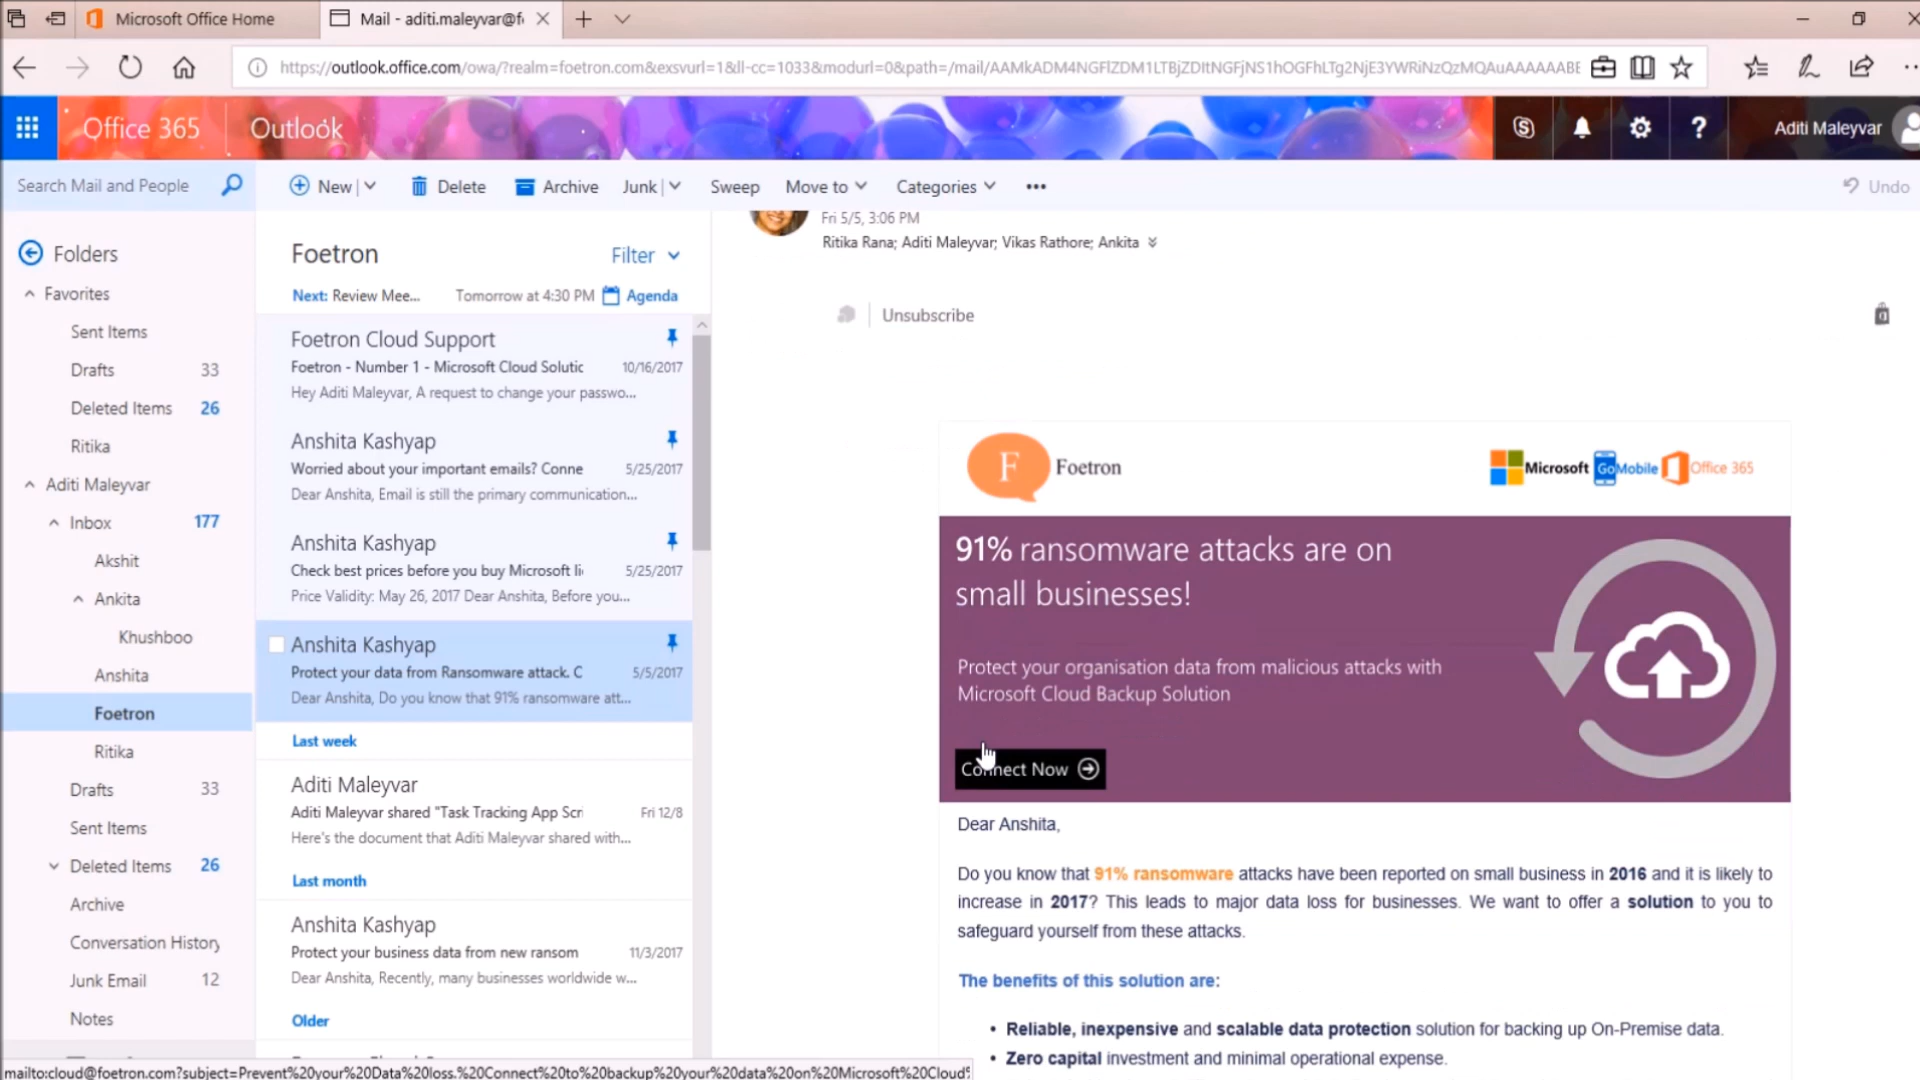 Microsoft Office Home
Mail - aditi.maleyvar@f
https://outlook.office.com/owa/?realm=foetron.com&exsvurl=1&ll-cc=1033&modurl=0&path=/mail/
Office 365
Outlook
Aditi Maleyvar
Search Mail and People
New
Delete
Archive
Junk
Sweep
Move to
Categories
Undo
Folders
Favorites
Sent Items
Drafts 33
Deleted Items 26
Ritika
Aditi Maleyvar
Inbox 177
Akshit
Ankita
Khushboo
Anshita
Foetron
Ritika
Drafts 33
Sent Items
Deleted Items 26
Archive
Conversation History
Junk Email 12
Notes
Foetron
Filter
Next: Review Mee... Tomorrow at 4:30 PM Agenda
Foetron Cloud Support
Foetron - Number 1 - Microsoft Cloud Solutic 10/16/2017
Hey Aditi Maleyvar, A request to change your passwo...
Anshita Kashyap
Worried about your important emails? Conne 5/25/2017
Dear Anshita, Email is still the primary communication...
Anshita Kashyap
Check best prices before you buy Microsoft li 5/25/2017
Price Validity: May 26, 2017 Dear Anshita, Before you...
Anshita Kashyap
Protect your data from Ransomware attack. C 5/5/2017
Dear Anshita, Do you know that 91% ransomware att...
Last week
Aditi Maleyvar
Aditi Maleyvar shared "Task Tracking App Scri Fri 12/8
Here's the document that Aditi Maleyvar shared with...
Last month
Anshita Kashyap
Protect your business data from new ransom 11/3/2017
Dear Anshita, Recently, many businesses worldwide w...
Older
Fri 5/5, 3:06 PM
Ritika Rana; Aditi Maleyvar; Vikas Rathore; Ankita
Unsubscribe
F Foetron
Microsoft GoMobile Office 365
91% ransomware attacks are on
small businesses!
Protect your organisation data from malicious attacks with
Microsoft Cloud Backup Solution
Connect Now
Dear Anshita,
Do you know that 91% ransomware attacks have been reported on small business in 2016 and it is likely to
increase in 2017? This leads to major data loss for businesses. We want to offer a solution to you to
safeguard yourself from these attacks.
The benefits of this solution are:
• Reliable, inexpensive and scalable data protection solution for backing up On-Premise data.
• Zero capital investment and minimal operational expense.
mailto:cloud@foetron.com?subject=Prevent%20your%20Data%20loss.%20Connect%20to%20backup%20your%20data%20on%20Microsoft%20Cloud